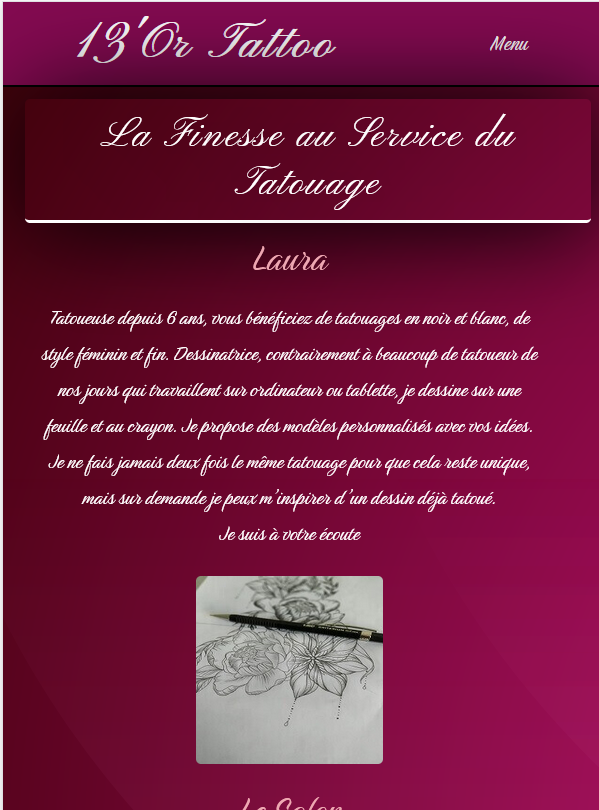 13'Or Tattoo
Menu
La Finesse au Service du
Tatouage
Laura
Tatoueuse depuis 6 ans, vous bénéficiez de tatouages en noir et blanc, de
style féminin et fin. Dessinatrice, contrairement à beaucoup de tatoueur de
nos jours qui travaillent sur ordinateur ou tablette, je dessine sur une
feuille et au crayon. Je propose des modèles personnalisés avec vos idées.
Je ne fais jamais deux fois le même tatouage pour que cela reste unique,
mais sur demande je peux m'inspirer d'un dessin déjà tatoué.
Je suis à votre écoute
Le Salon